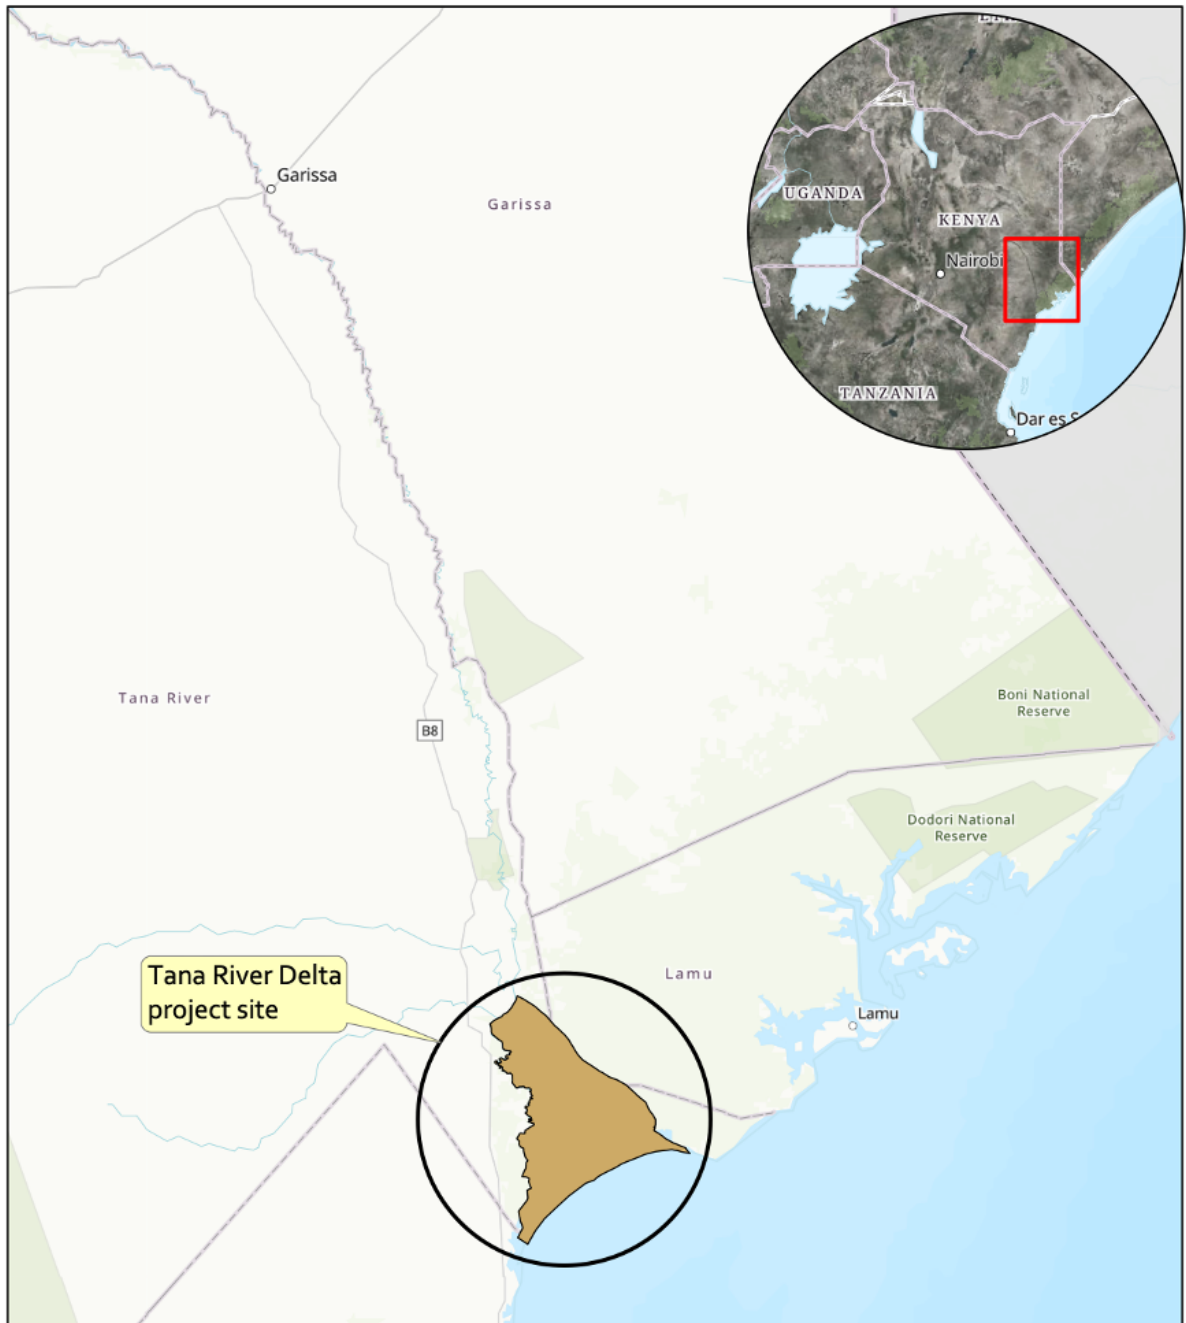 Garissa
Garissa
UGANDA
KENYA
Nairobi
TANZANIA
Dar es S
Tana River
B8
Boni National
Reserve
Dodori National
Reserve
Tana River Delta
project site
Lamu
Lamu